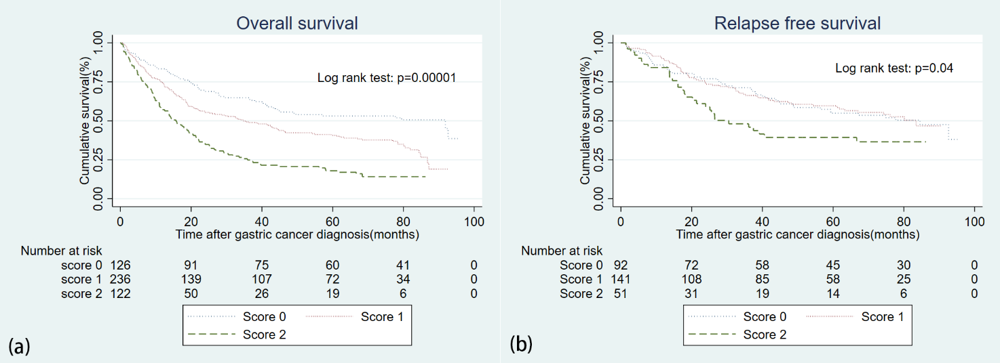 Overall survival
Cumulative survival(%)
1.00
0.75
0.50
0.25
0.00
Log rank test: p=0.00001
0 20 40 60 80 100
Time after gastric cancer diagnosis(months)
Number at risk
score 0 126 91 75 60 41 0
score 1 236 139 107 72 34 0
score 2 122 50 26 19 6 0
Score 0 Score 1
Score 2
(a)
Relapse free survival
Cumulative survival(%)
1.00
0.75
0.50
0.25
0.00
Log rank test: p=0.04
0 20 40 60 80 100
Time after gastric cancer diagnosis(months)
Number at risk
Score 0 92 72 58 45 30 0
Score 1 141 108 85 58 25 0
Score 2 51 31 19 14 6 0
Score 0 Score 1
Score 2
(b)